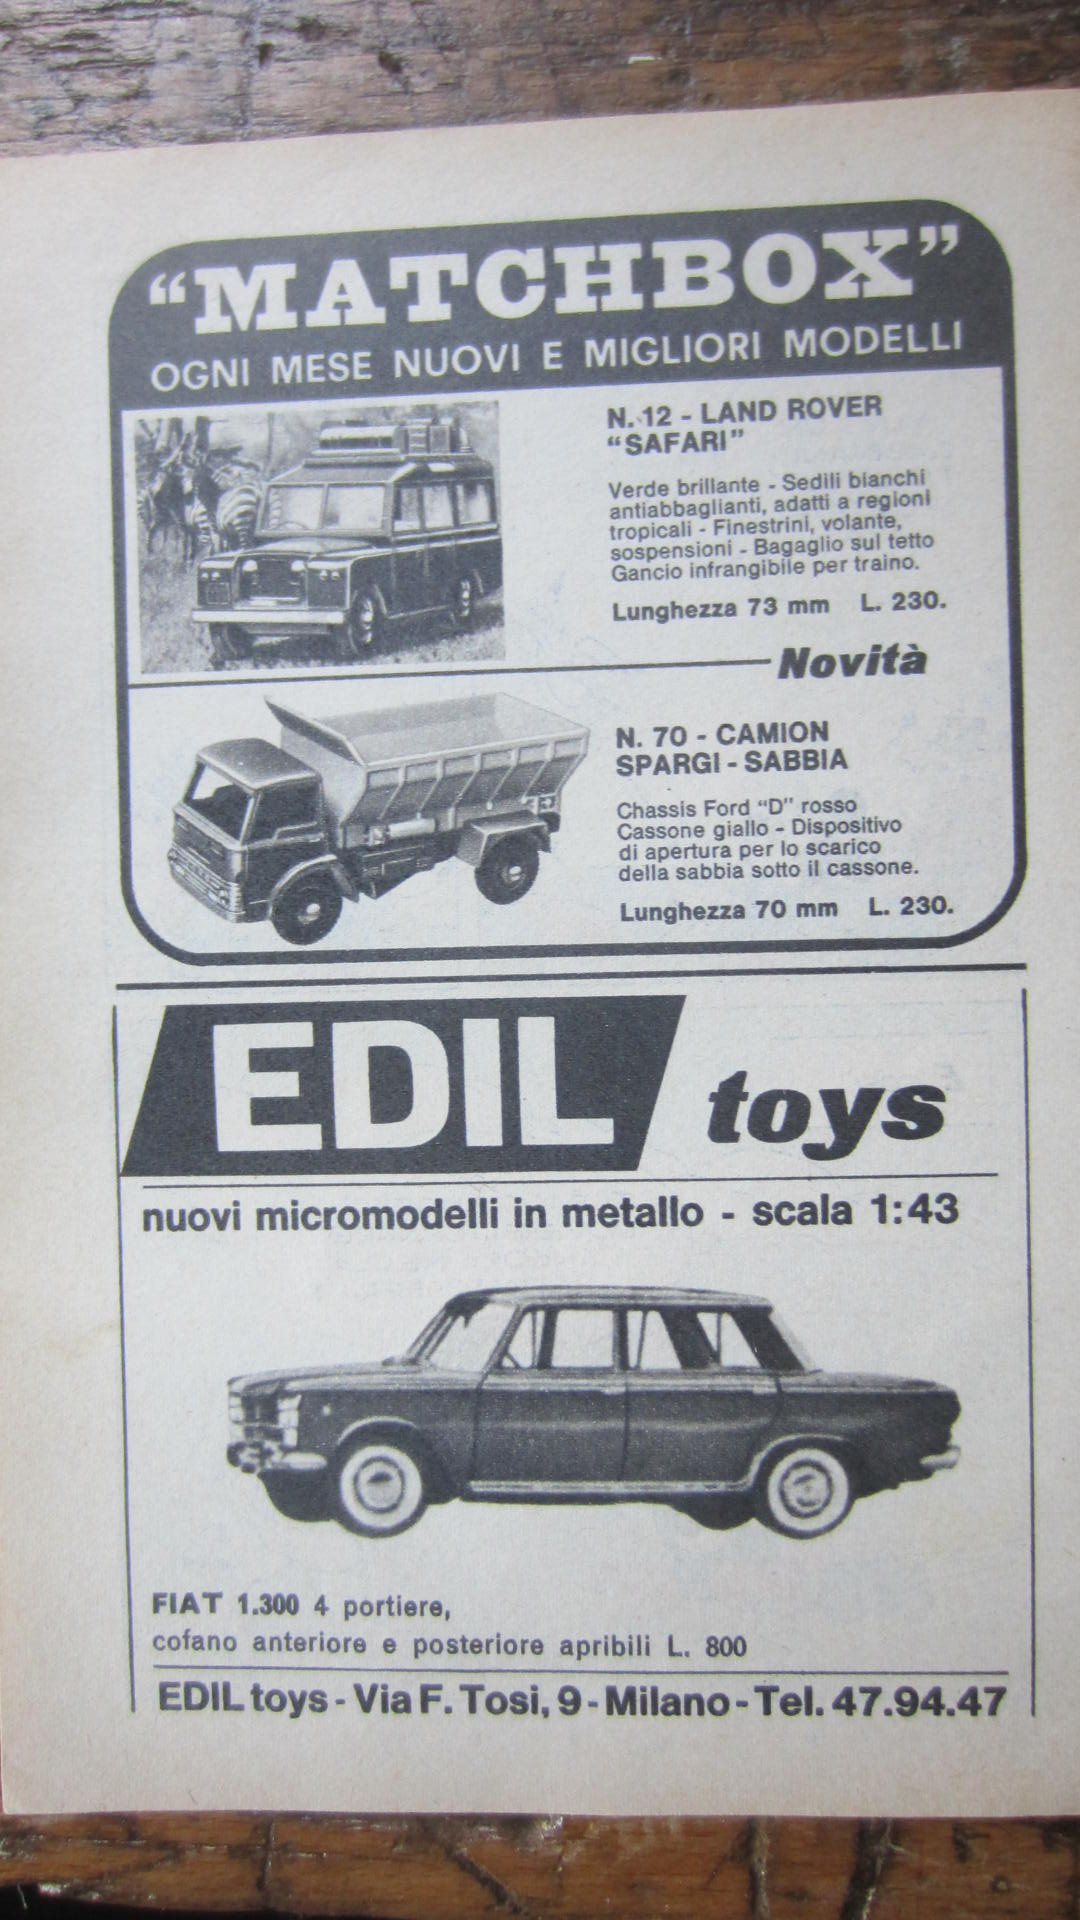 “MATCHBOX”
OGNI MESE NUOVI E MIGLIORI MODELLI
N. 12 - LAND ROVER
“SAFARI”
Verde brillante - Sedili bianchi
antiabbaglianti, adatti a regioni
tropicali - Finestrini, volante,
sospensioni - Bagaglio sul tetto
Gancio infrangibile per traino.
Lunghezza 73 mm L. 230.
Novità
N. 70 - CAMION
SPARGI - SABBIA
Chassis Ford “D” rosso
Cassone giallo - Dispositivo
di apertura per lo scarico
della sabbia sotto il cassone.
Lunghezza 70 mm L. 230.
EDIL toys
nuovi micromodelli in metallo - scala 1:43
FIAT 1.300 4 portiere,
cofano anteriore e posteriore apribili L. 800
EDIL toys - Via F. Tosi, 9 - Milano - Tel. 47.94.47